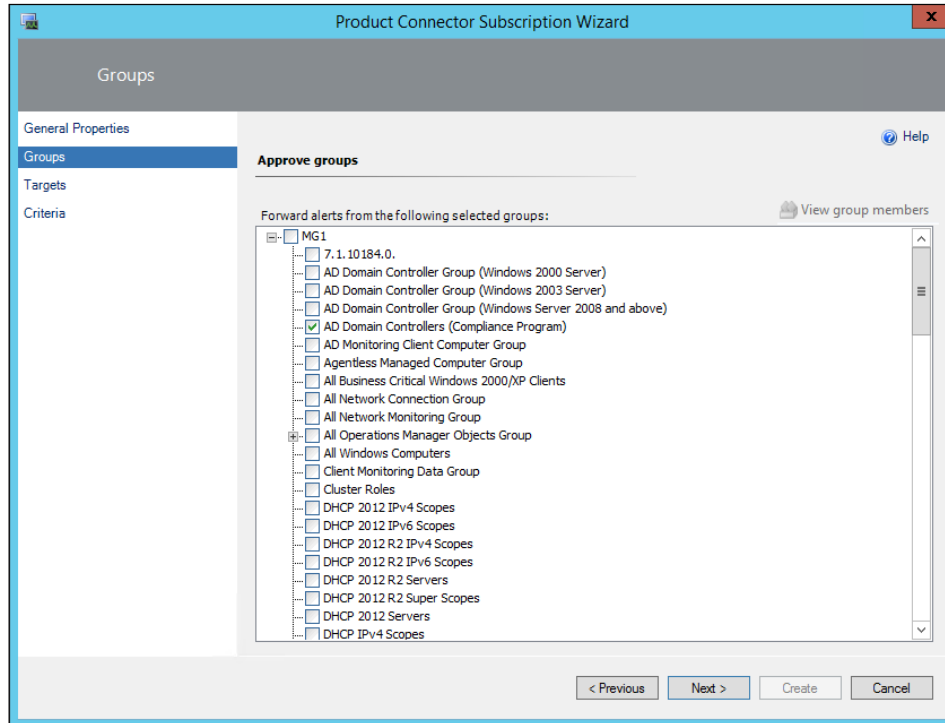 Product Connector Subscription Wizard
x
Groups
General Properties
Groups
Targets
Criteria
Help
Approve groups
View group members
Forward alerts from the following selected groups:
MG1
7.1.10184.0.
AD Domain Controller Group (Windows 2000 Server)
AD Domain Controller Group (Windows 2003 Server)
AD Domain Controller Group (Windows Server 2008 and above)
AD Domain Controllers (Compliance Program)
AD Monitoring Client Computer Group
Agentless Managed Computer Group
All Business Critical Windows 2000/XP Clients
All Network Connection Group
All Network Monitoring Group
All Operations Manager Objects Group
All Windows Computers
Client Monitoring Data Group
Cluster Roles
DHCP 2012 IPv4 Scopes
DHCP 2012 IPv6 Scopes
DHCP 2012 R2 IPv4 Scopes
DHCP 2012 R2 IPv6 Scopes
DHCP 2012 R2 Servers
DHCP 2012 R2 Super Scopes
DHCP 2012 Servers
DHCP IPv4 Scopes
< Previous Next > Create Cancel